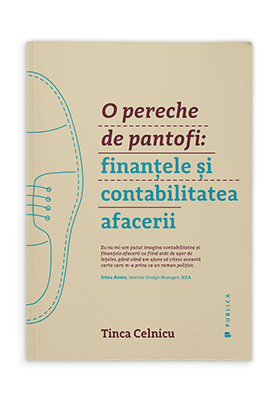 O pereche
de pantofi:
finanțele și
contabilitatea
afacerii
Eu nu mi-am putut imagina contabilitatea și
finanțele afacerii ca fiind atât de ușor de
înțeles, până când am ajuns să citesc această
carte care m-a prins ca un roman polițist.
Irina Antea, Interior Design Manager, IKEA
Tinca Celnicu
PUBLICA